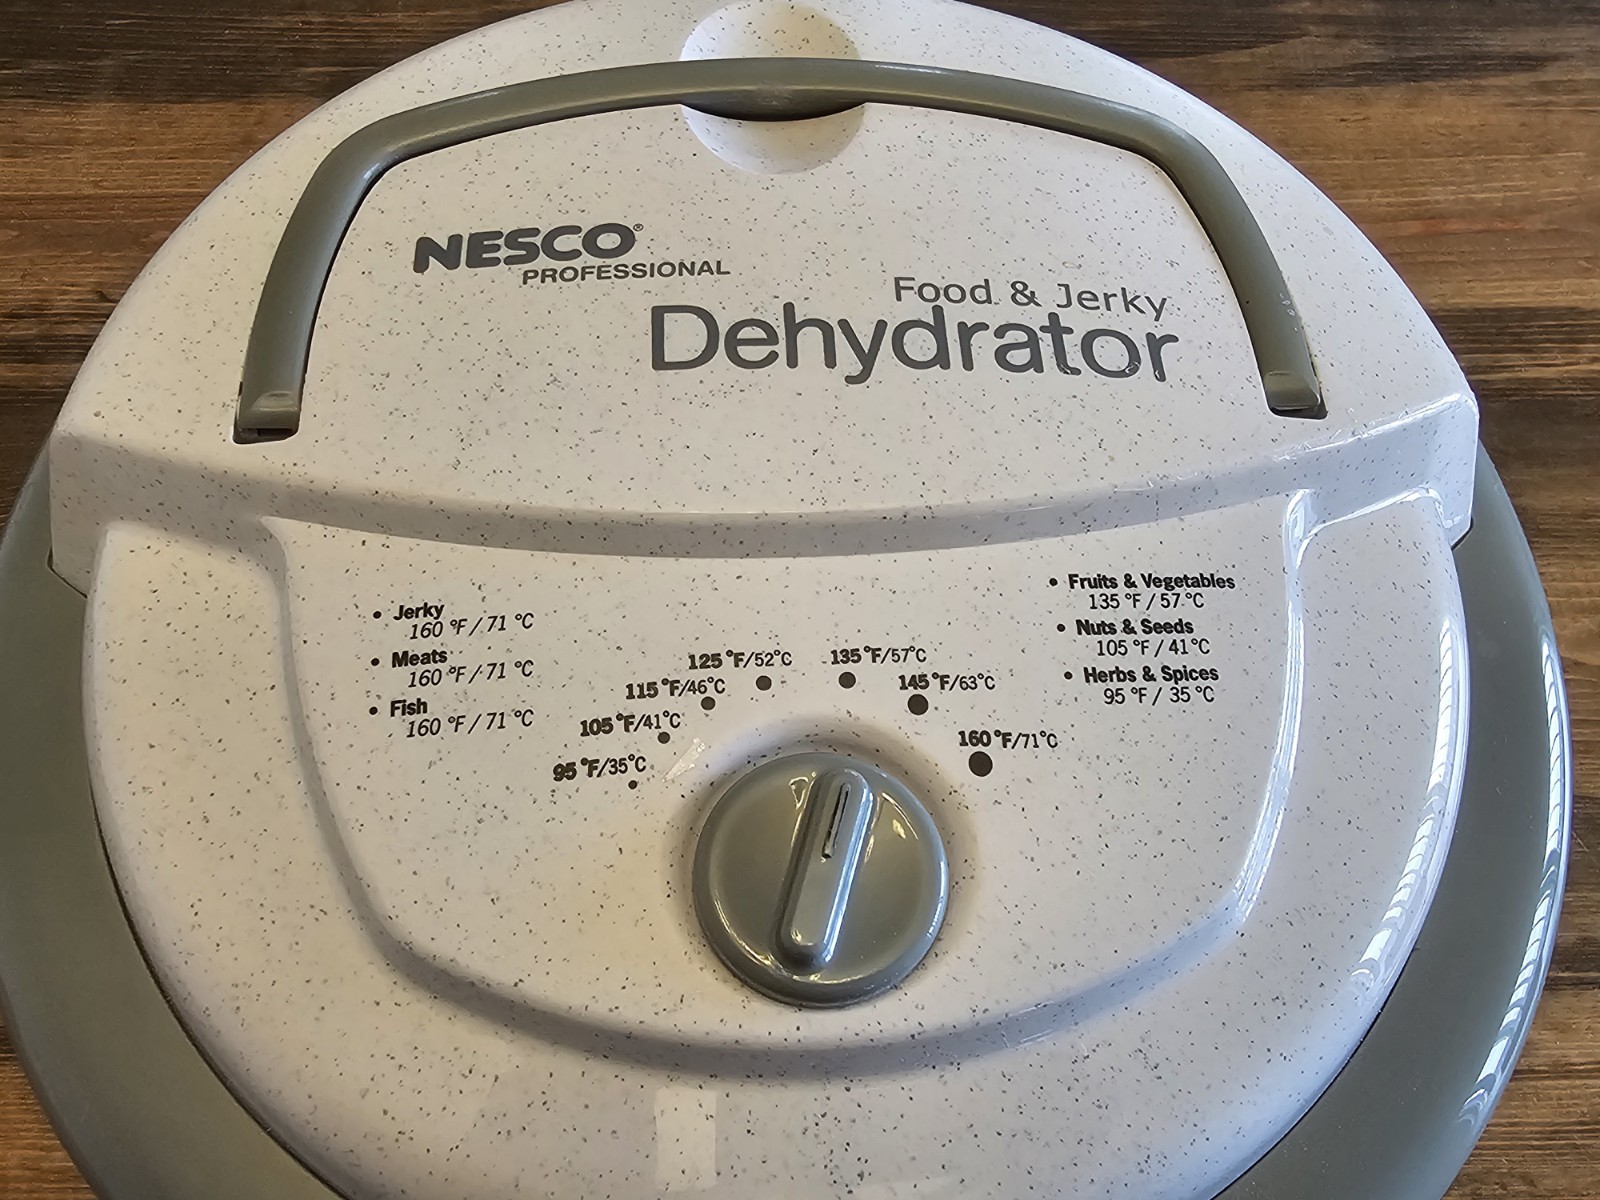 NESCO®
PROFESSIONAL
Food & Jerky
Dehydrator
• Jerky
160 °F / 71 °C
• Meats
160 °F / 71 °C
• Fish
160 °F / 71 °C
95 °F/35°C
105 °F/41°C
115 °F/46°C
125 °F/52°C
135 °F/57°C
145 °F/63°C
160 °F/71°C
• Fruits & Vegetables
135 °F / 57 °C
• Nuts & Seeds
105 °F / 41°C
• Herbs & Spices
95 °F / 35 °C